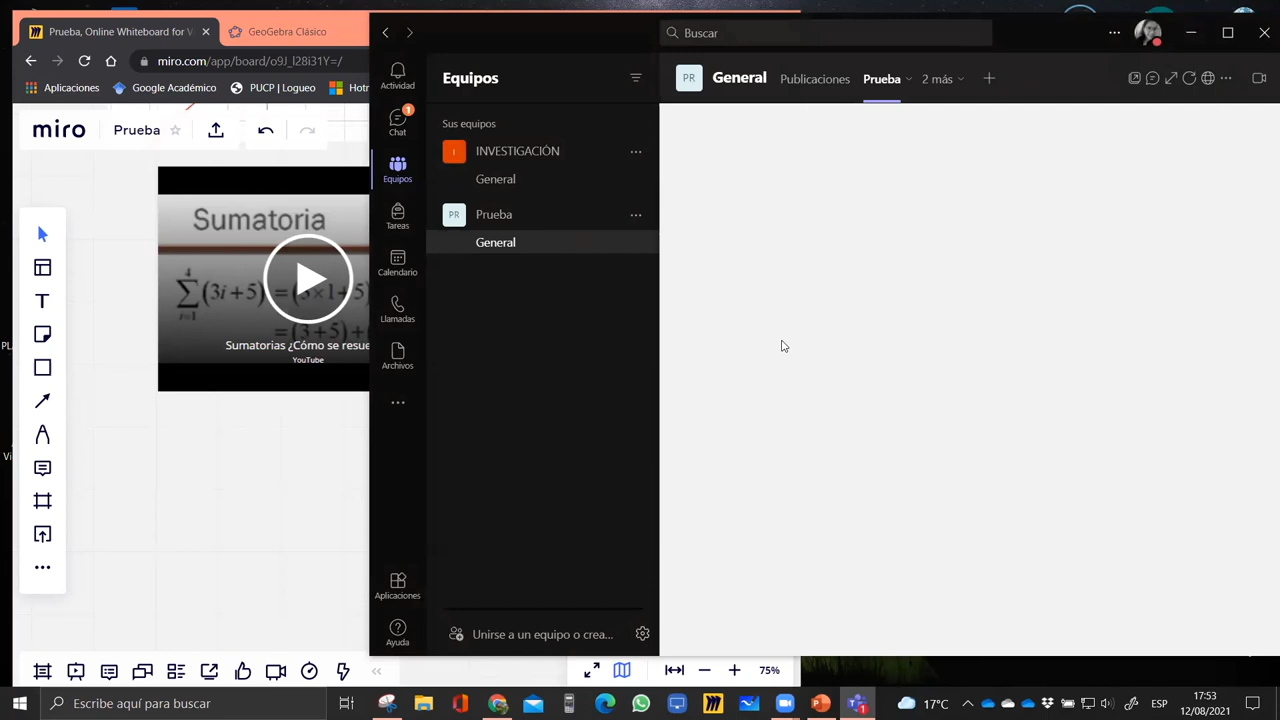 Prueba, Online Whiteboard for V
GeoGebra Clásico
miro.com/app/board/o9J_l28i31Y=/
Aplicaciones
Google Académico
PUCP | Logueo
Hotr
miro
Prueba
Sumatoria
(3i+5)
Sumatorias ¿Cómo se resue
YouTube
75%
Buscar
Actividad
Chat
1
Equipos
Tareas
Calendario
Llamadas
Archivos
Aplicaciones
Ayuda
Equipos
Sus equipos
I
INVESTIGACIÓN
General
PR
Prueba
General
Unirse a un equipo o crea...
PR
General
Publicaciones
Prueba
2 más
Escribe aquí para buscar
17°C
ESP
17:53
12/08/2021